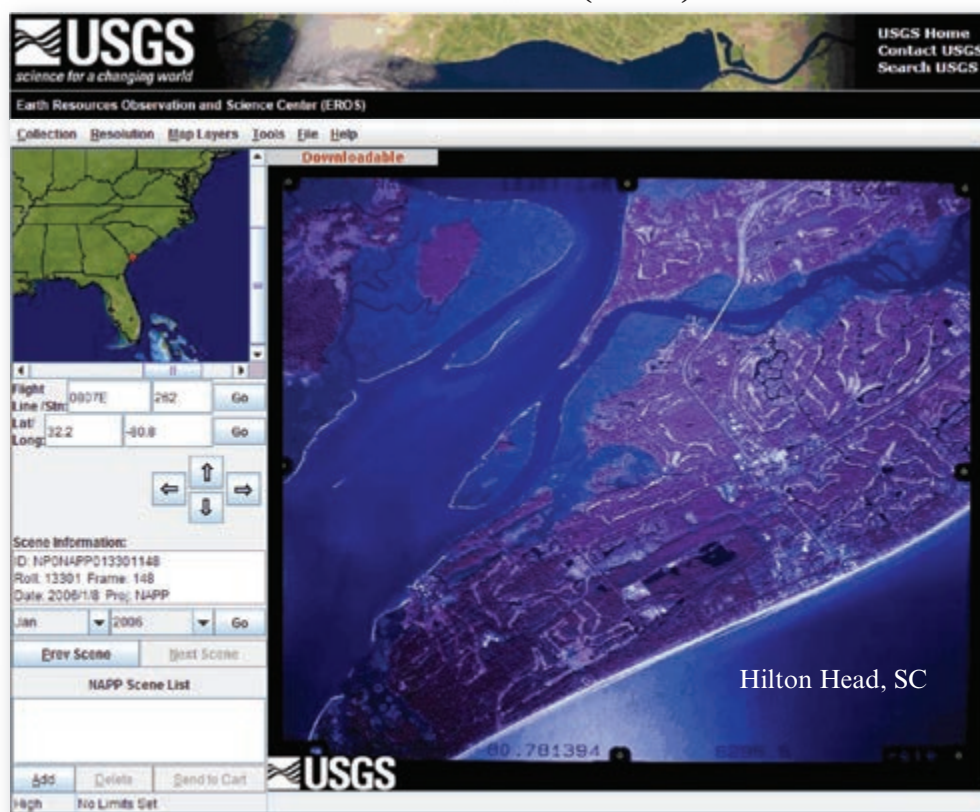 USGS
science for a changing world
USGS Home
Contact USGS
Search USGS
Earth Resources Observation and Science Center (EROS)
Collection Resolution Map Layers Tools File Help
Downloadable
Flight
Line /Stn:
262
Go
Lat/
Long:
32.2
-80.8
Go
Scene Information:
ID: NP0NAPP013301148
Roll: 13301 Frame: 148
Date: 2006/1/8 Proj: NAPP
Jan
2006
Go
Prev Scene
Next Scene
NAPP Scene List
Add
Delete
Send to Cart
High
No Limits Set
Hilton Head, SC
80.781394
USGS